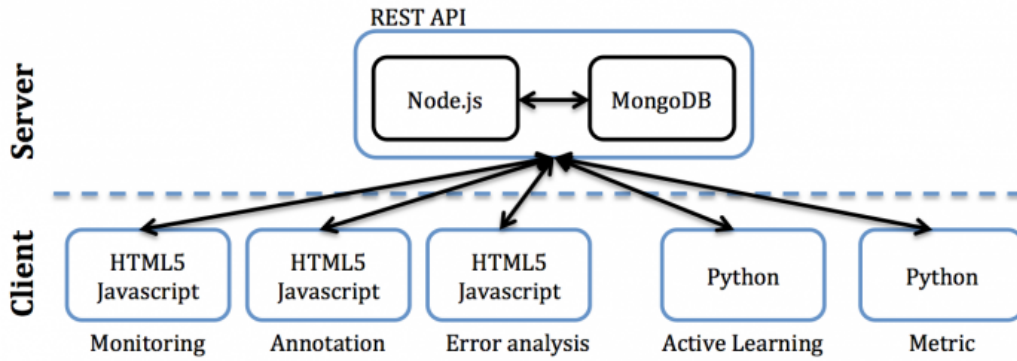 REST API
Server
Node.js
MongoDB
Client
HTML5
Javascript
HTML5
Javascript
HTML5
Javascript
Python
Python
Monitoring
Annotation
Error analysis
Active Learning
Metric